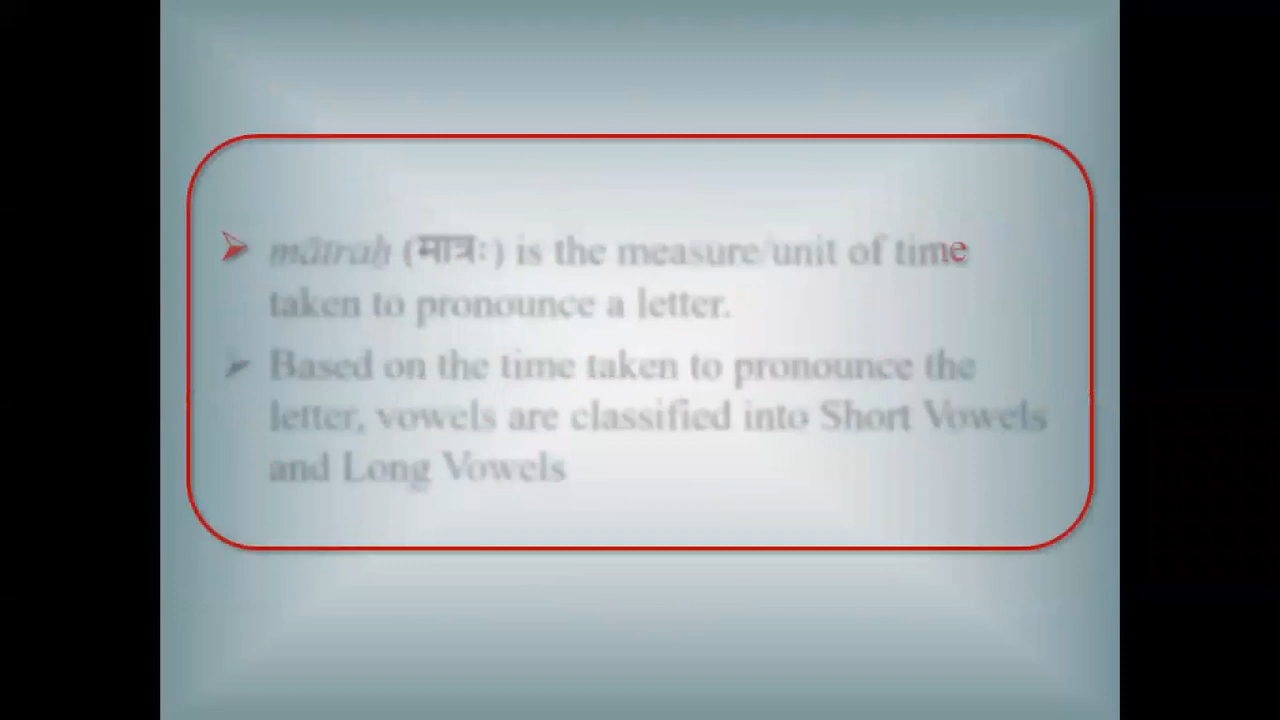 mātraḥ (मात्रः) is the measure/unit of time
taken to pronounce a letter.
Based on the time taken to pronounce the
letter, vowels are classified into Short Vowels
and Long Vowels